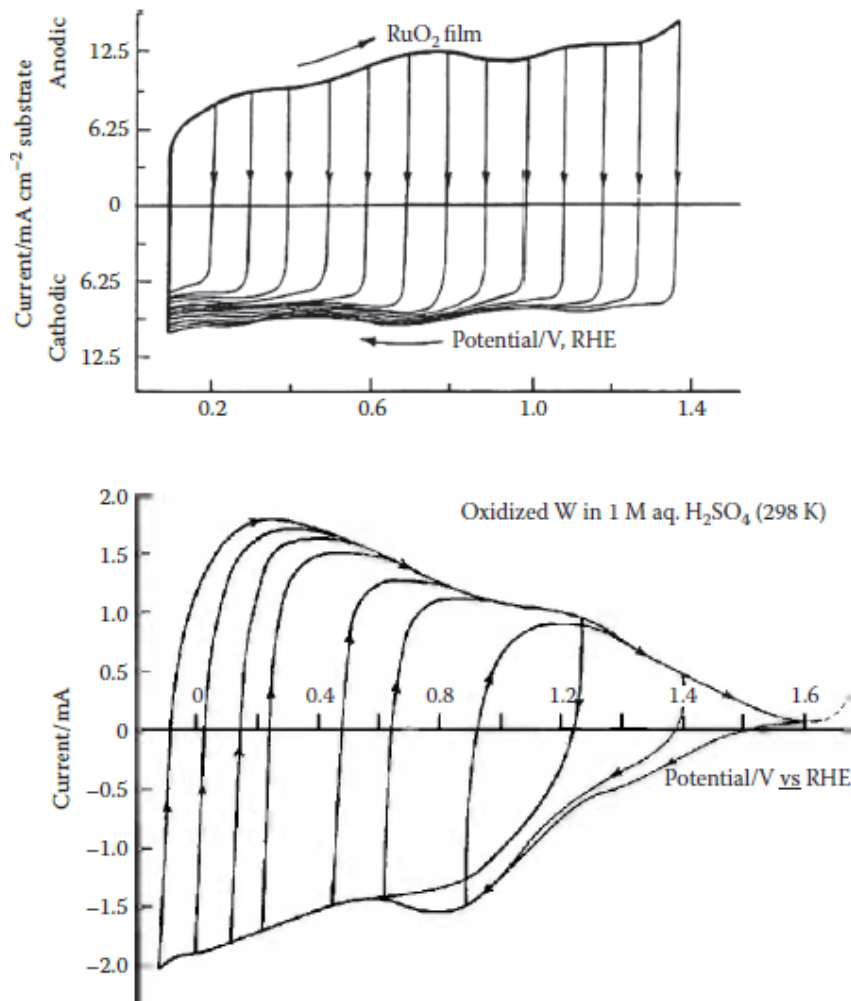 Current/mA cm⁻² substrate
Cathodic Anodic
12.5
6.25
0
6.25
12.5
RuO₂ film
Potential/V, RHE
0.2 0.6 1.0 1.4
Current/mA
2.0
1.5
1.0
0.5
0
−0.5
−1.0
−1.5
−2.0
Oxidized W in 1 M aq. H₂SO₄ (298 K)
0 0.4 0.8 1.2 1.4 1.6
Potential/V vs RHE